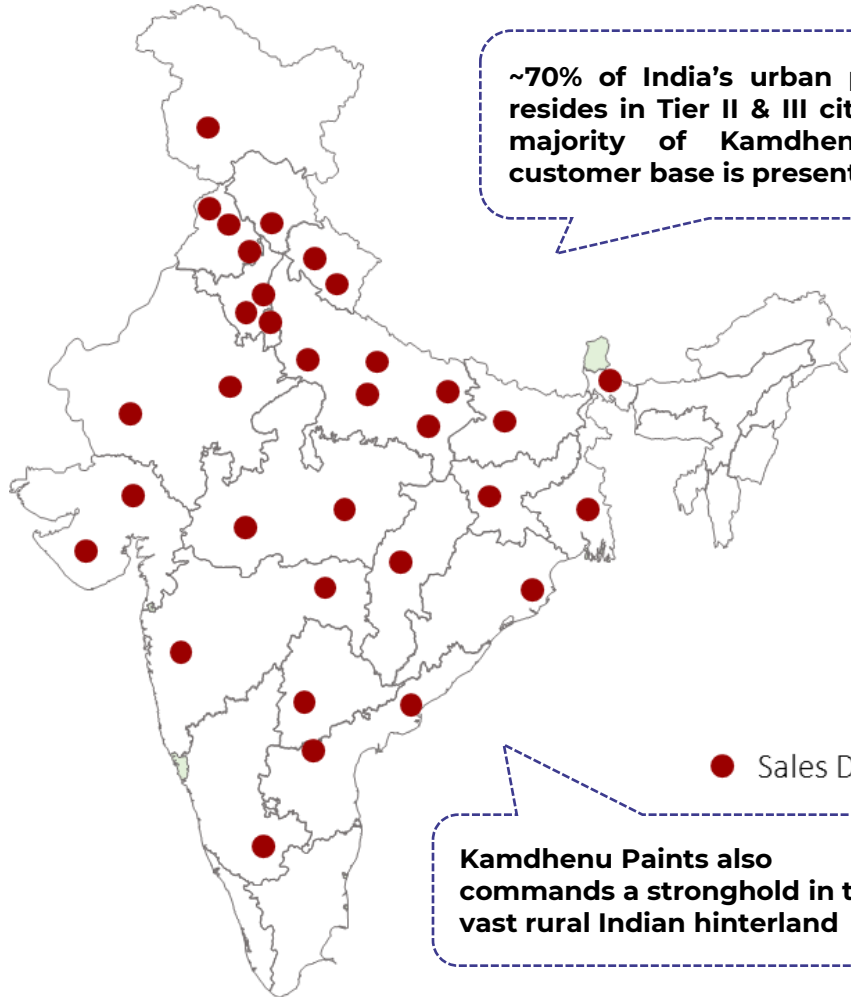 ~70% of India’s urban p
resides in Tier II & III cit
majority of Kamdhen
customer base is present
Sales D
Kamdhenu Paints also
commands a stronghold in t
vast rural Indian hinterland